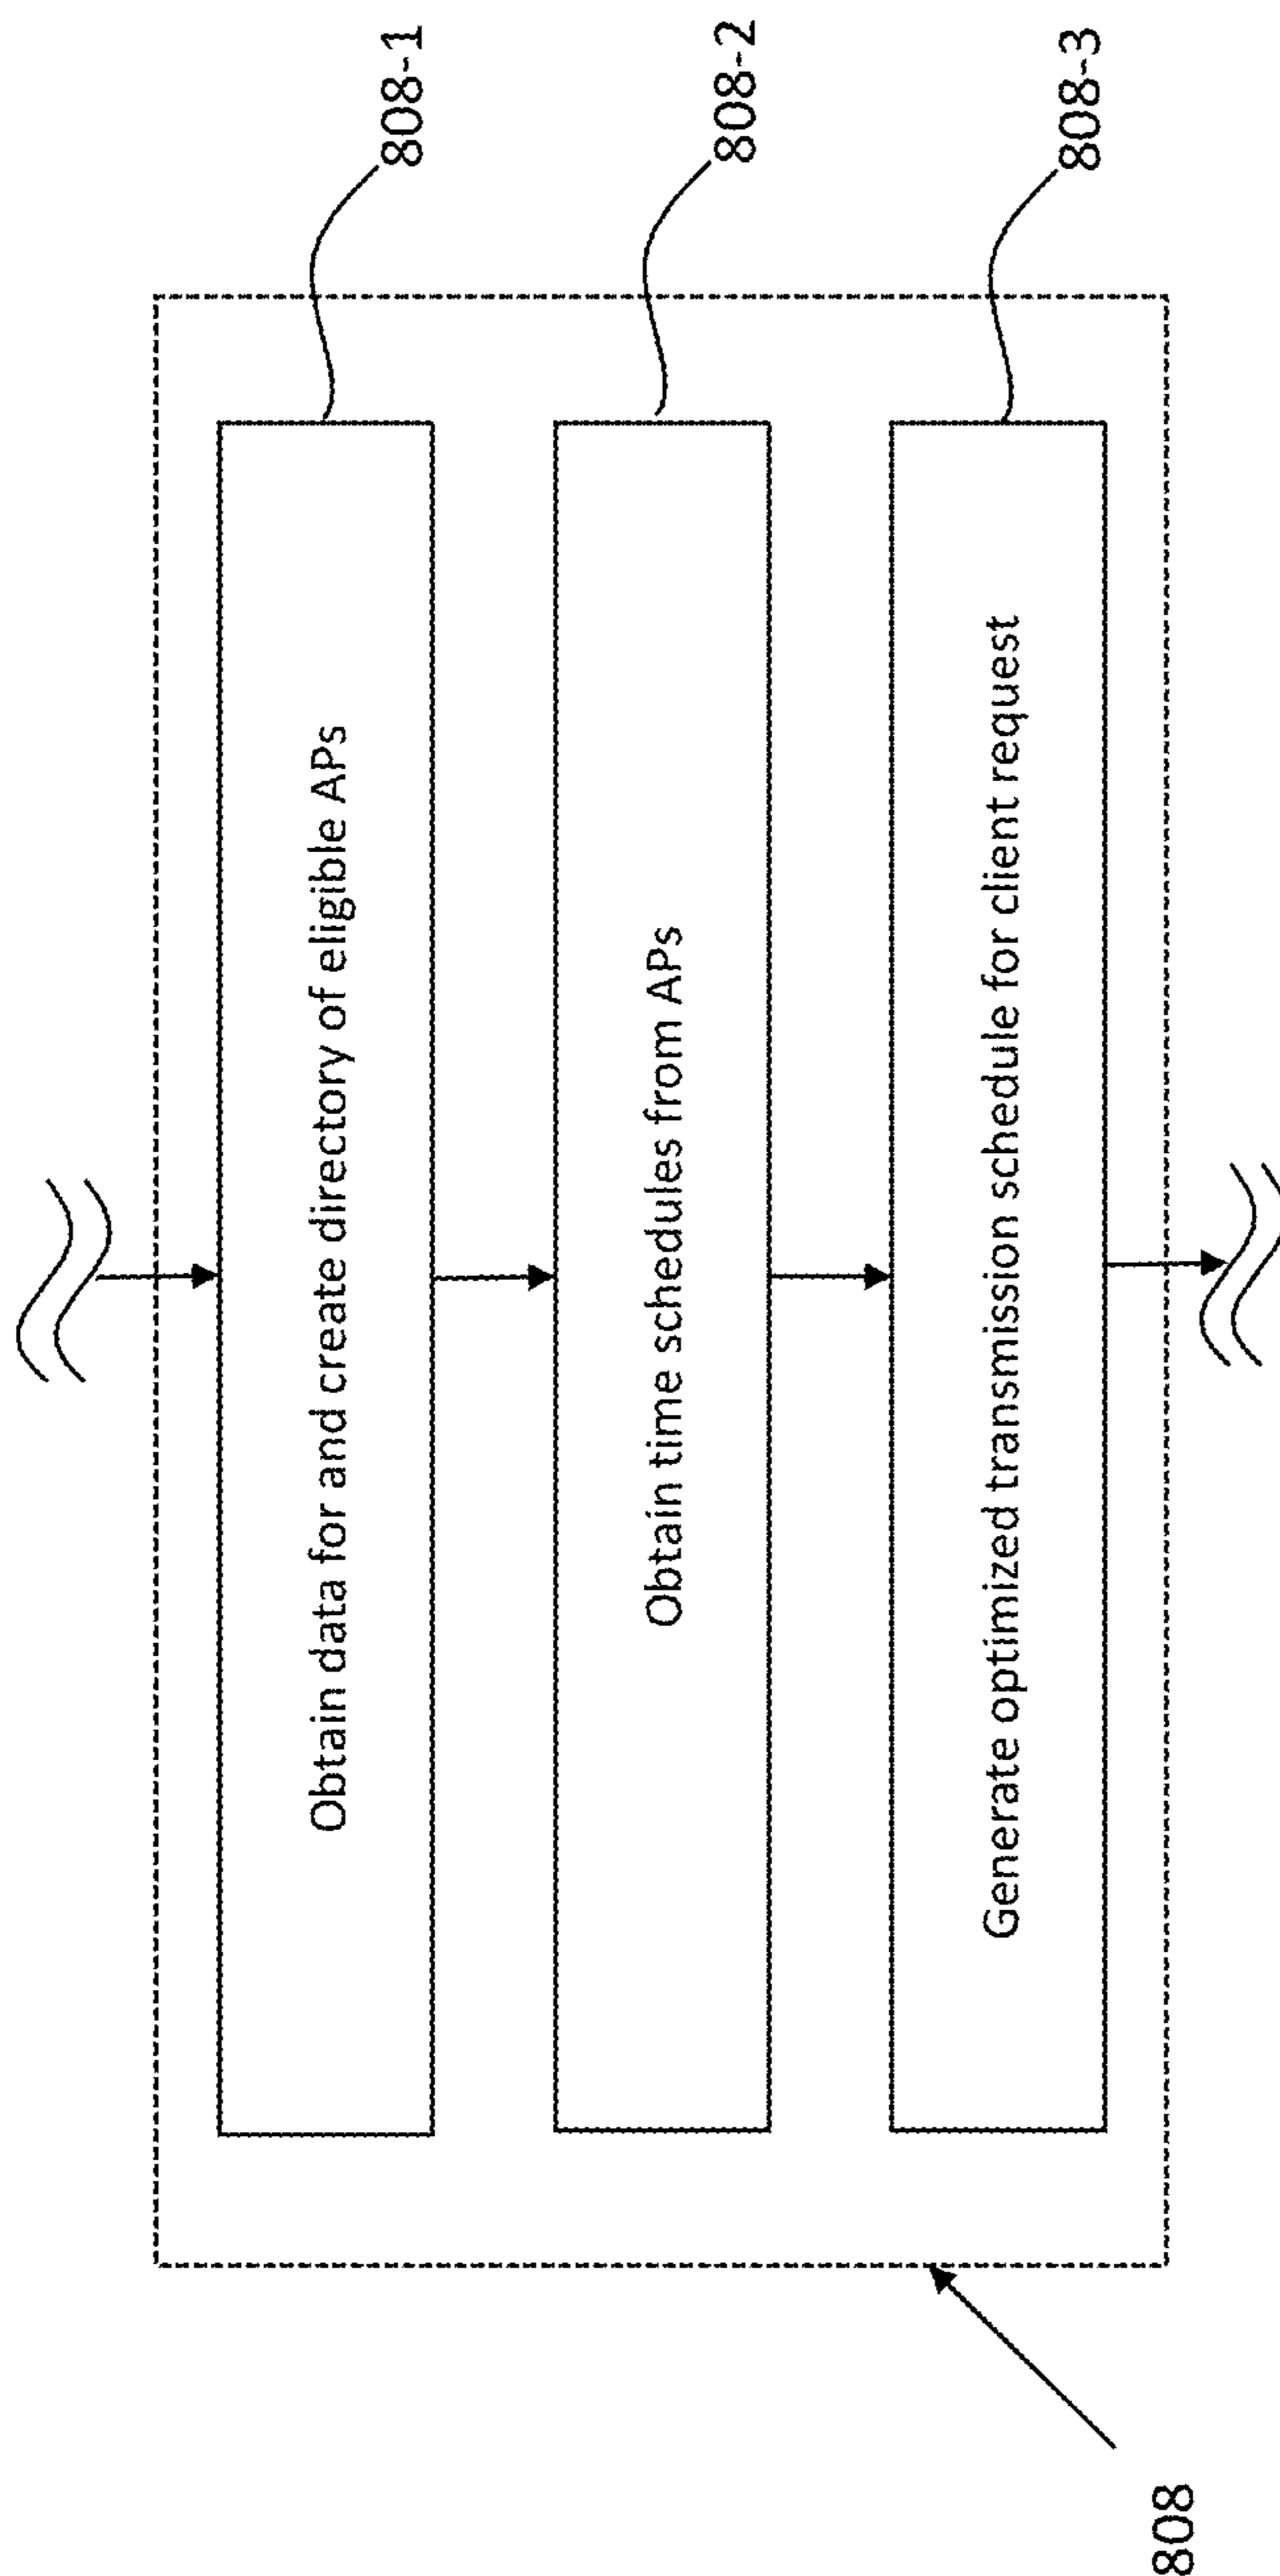 Obtain data for and create directory of eligible APs
808-1
Obtain time schedules from APs
808-2
Generate optimized transmission schedule for client request
808-3
808